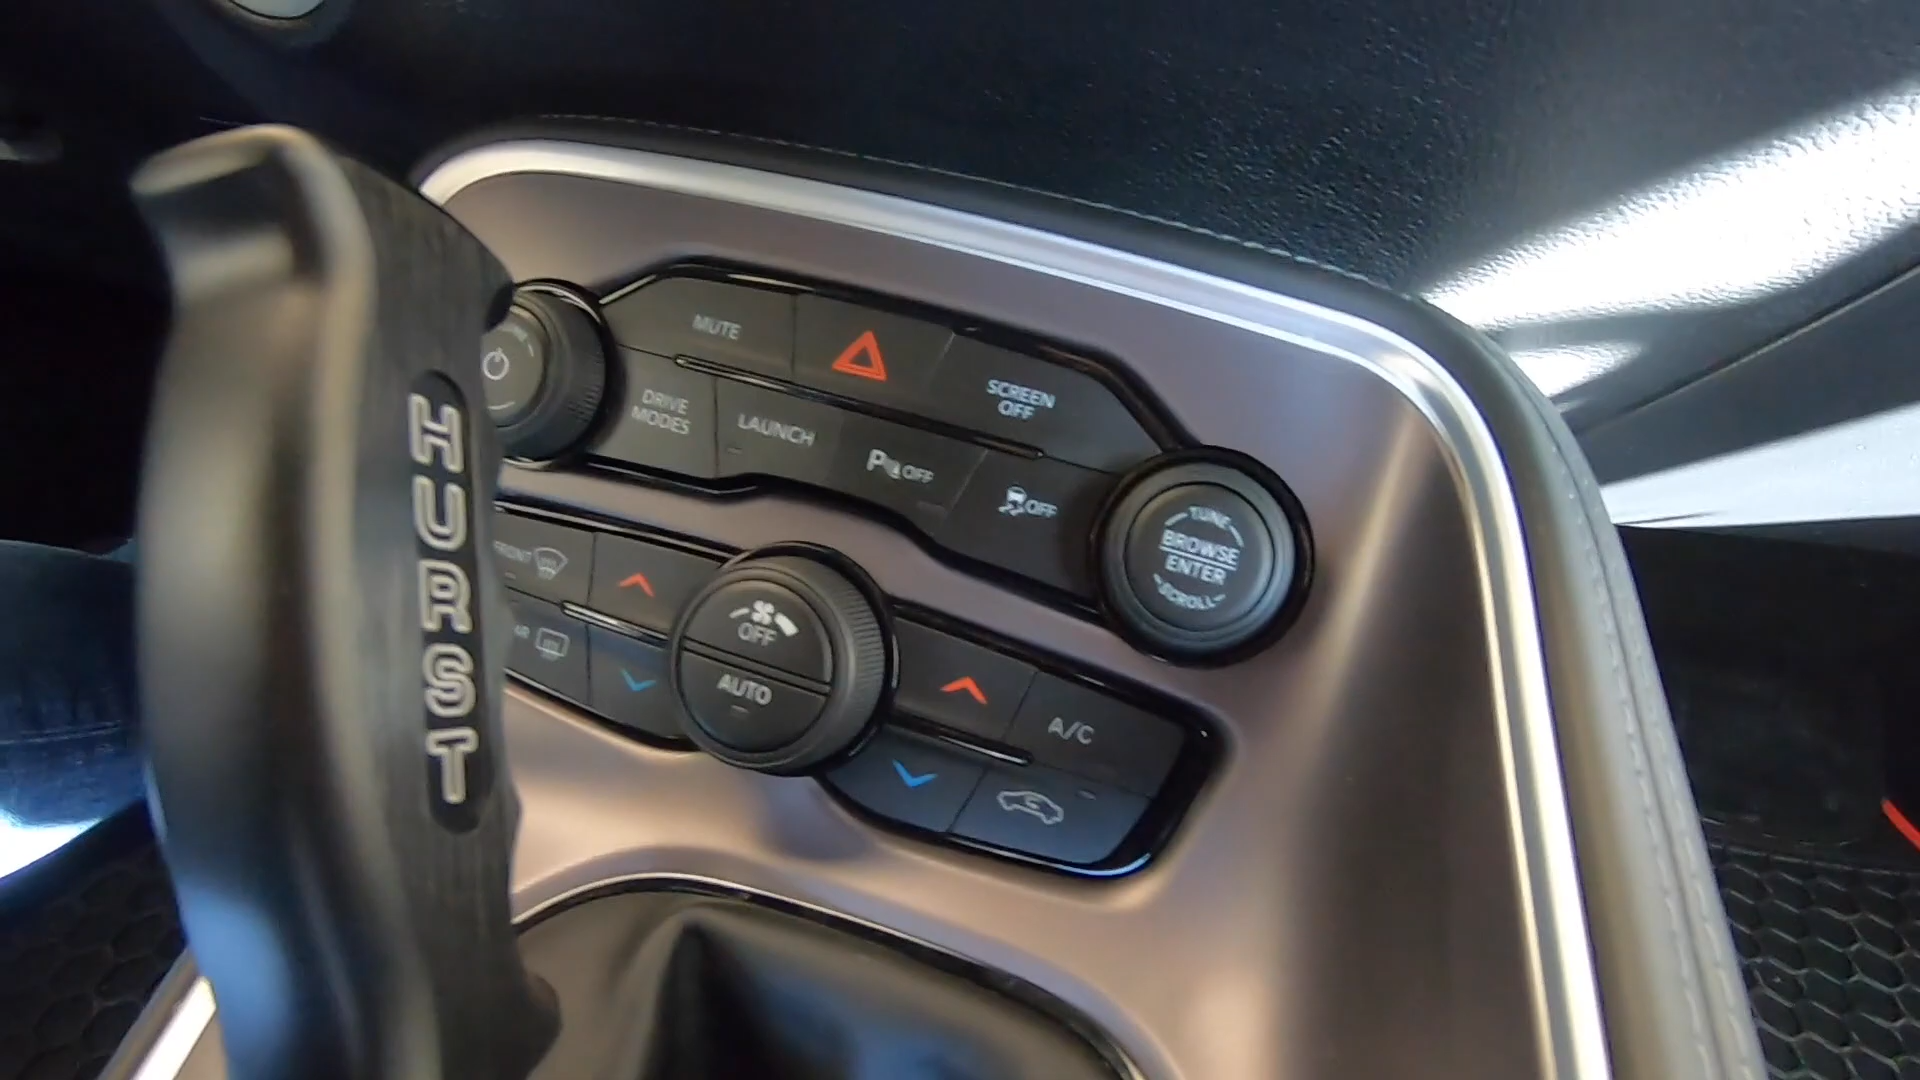 MUTE
SCREEN
OFF
DRIVE
MODES
LAUNCH
P OFF
OFF
HURST
TUNE
BROWSE
ENTER
SCROLL
FRONT
OFF
AUTO
A/C